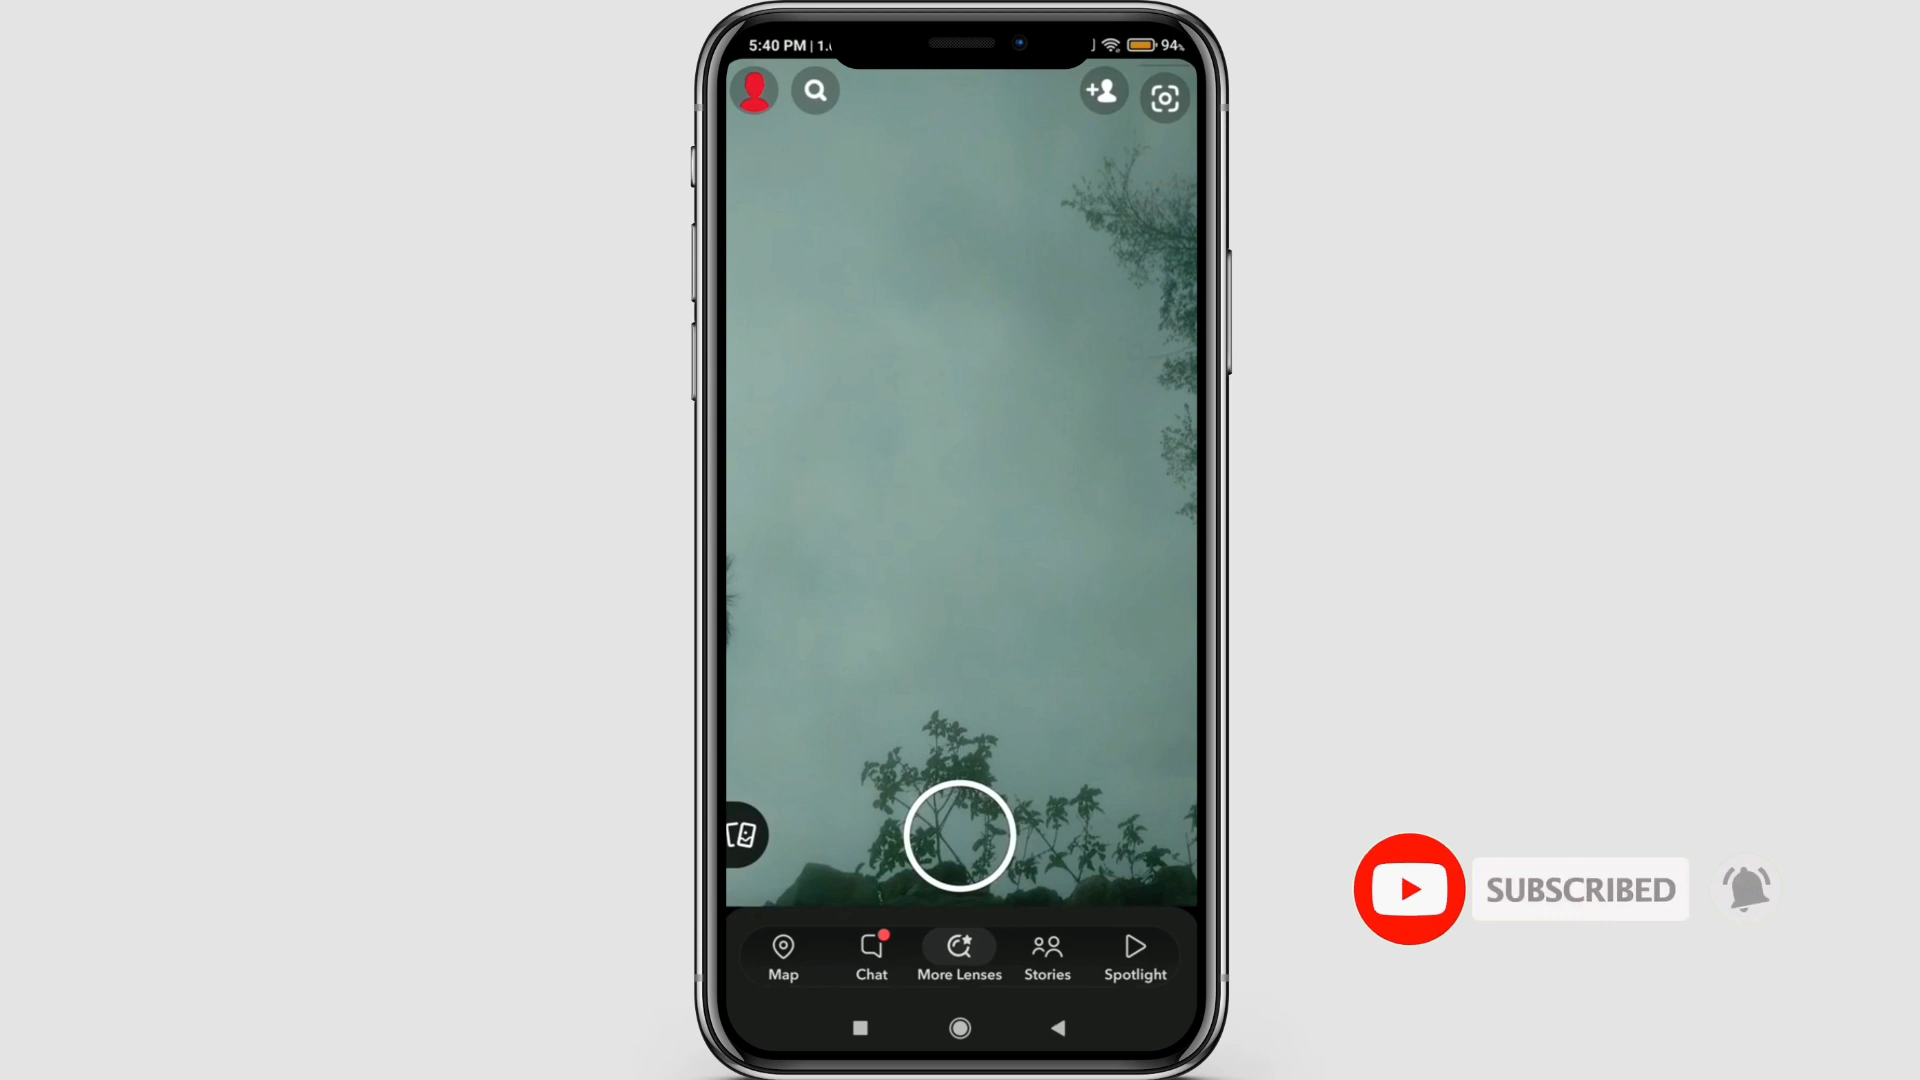 5:40 PM | 1.
94%
Map
Chat
More Lenses
Stories
Spotlight
SUBSCRIBED